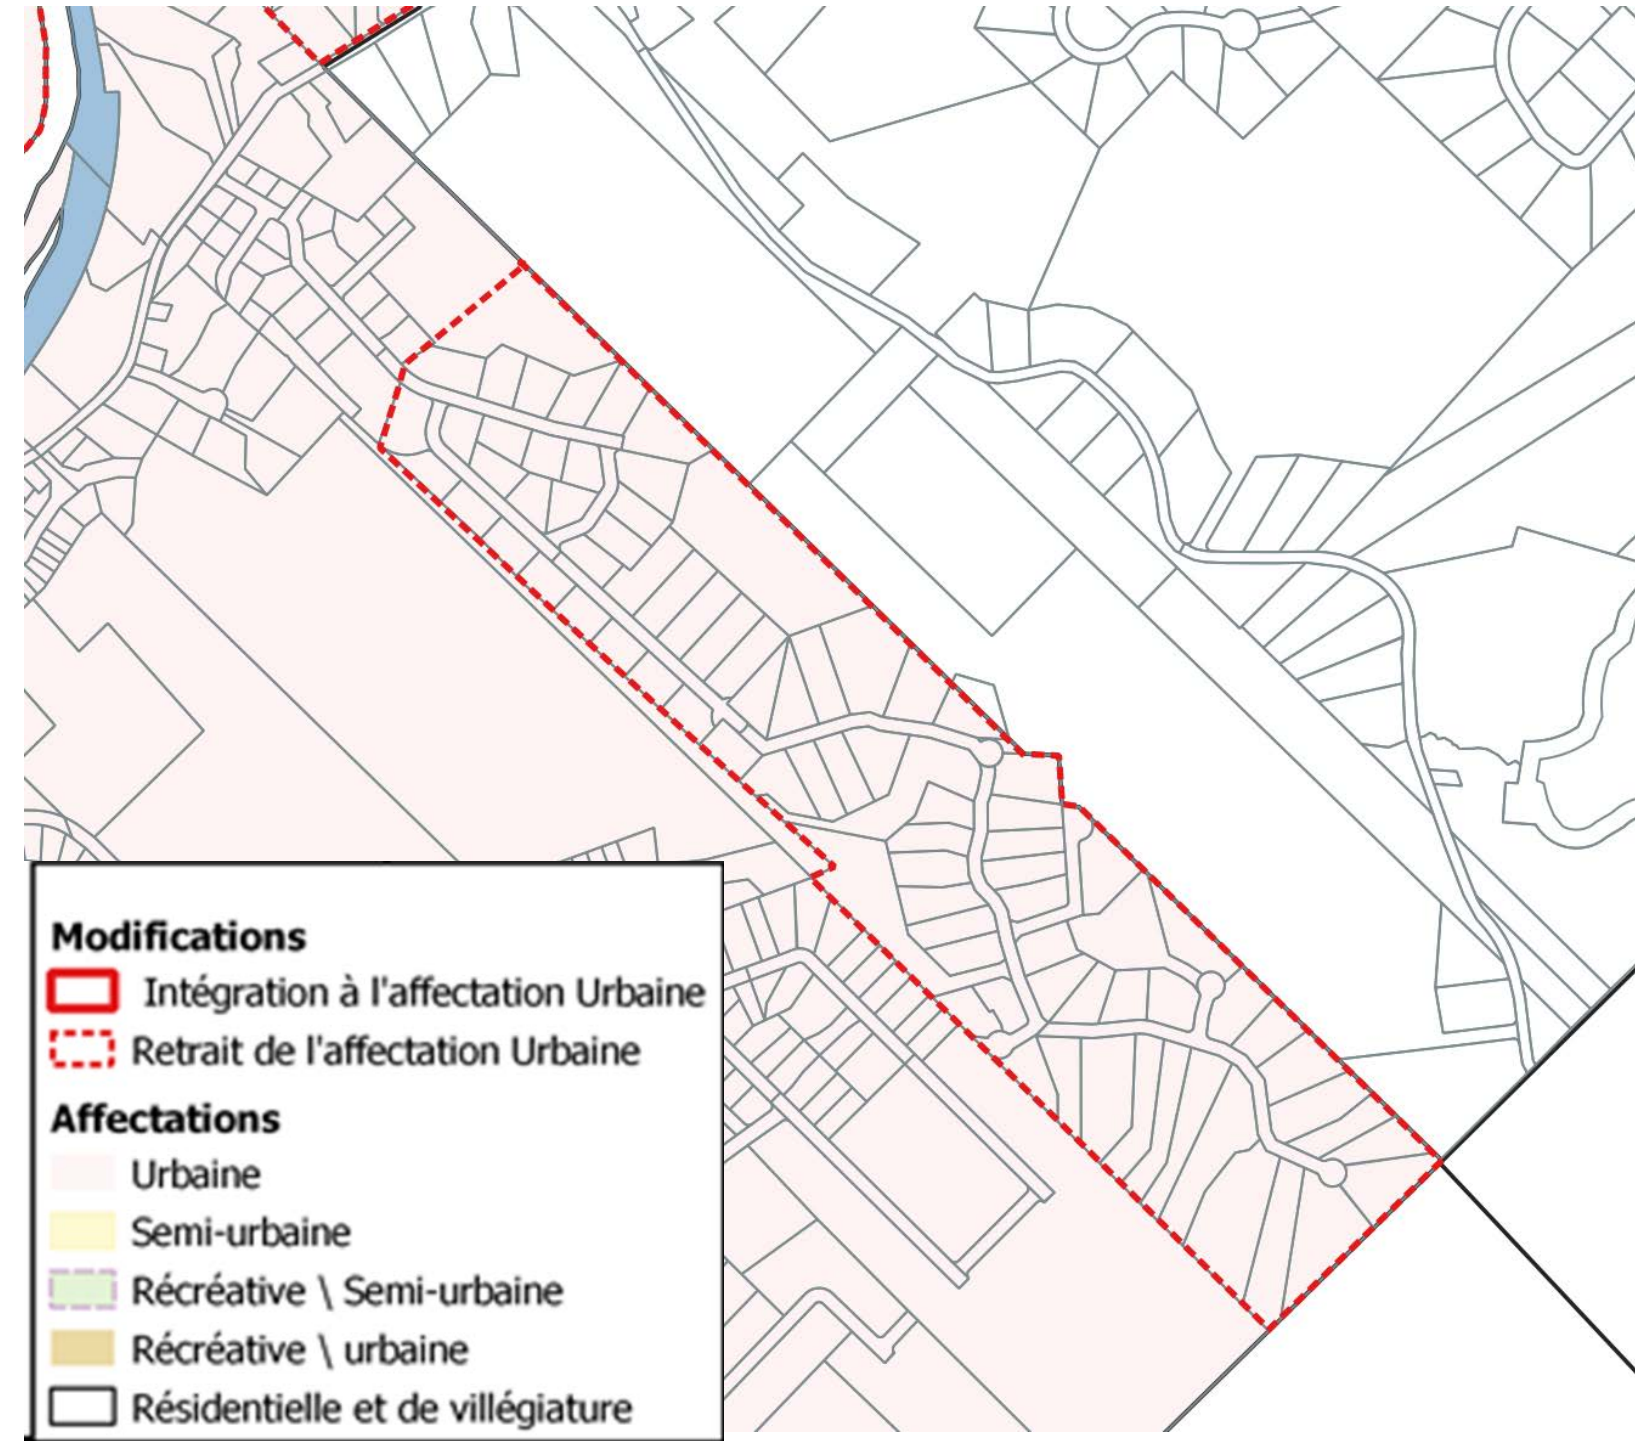 Modifications
Intégration à l'affectation Urbaine
Retrait de l'affectation Urbaine
Affectations
Urbaine
Semi-urbaine
Récréative \ Semi-urbaine
Récréative \ urbaine
Résidentielle et de villégiature